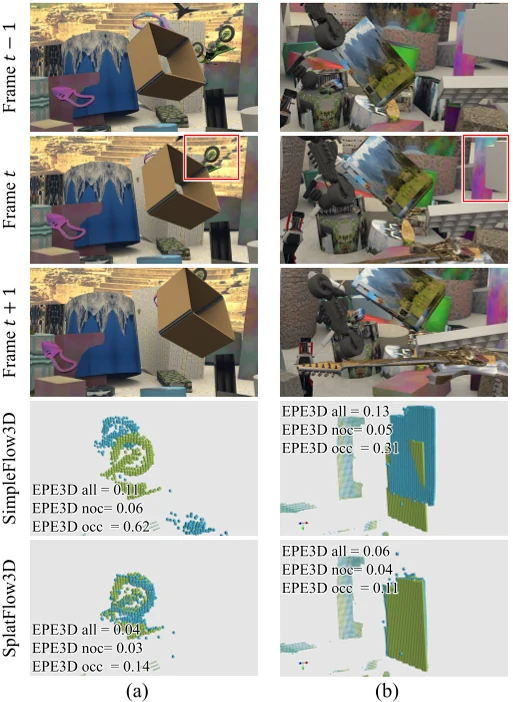 Frame t − 1
Frame t
Frame t + 1
SimpleFlow3D
EPE3D all = 0.11
EPE3D noc= 0.06
EPE3D occ = 0.62
EPE3D all = 0.13
EPE3D noc= 0.05
EPE3D occ = 0.31
SplatFlow3D
EPE3D all = 0.04
EPE3D noc= 0.03
EPE3D occ = 0.14
EPE3D all = 0.06
EPE3D noc= 0.04
EPE3D occ = 0.11
(a)
(b)